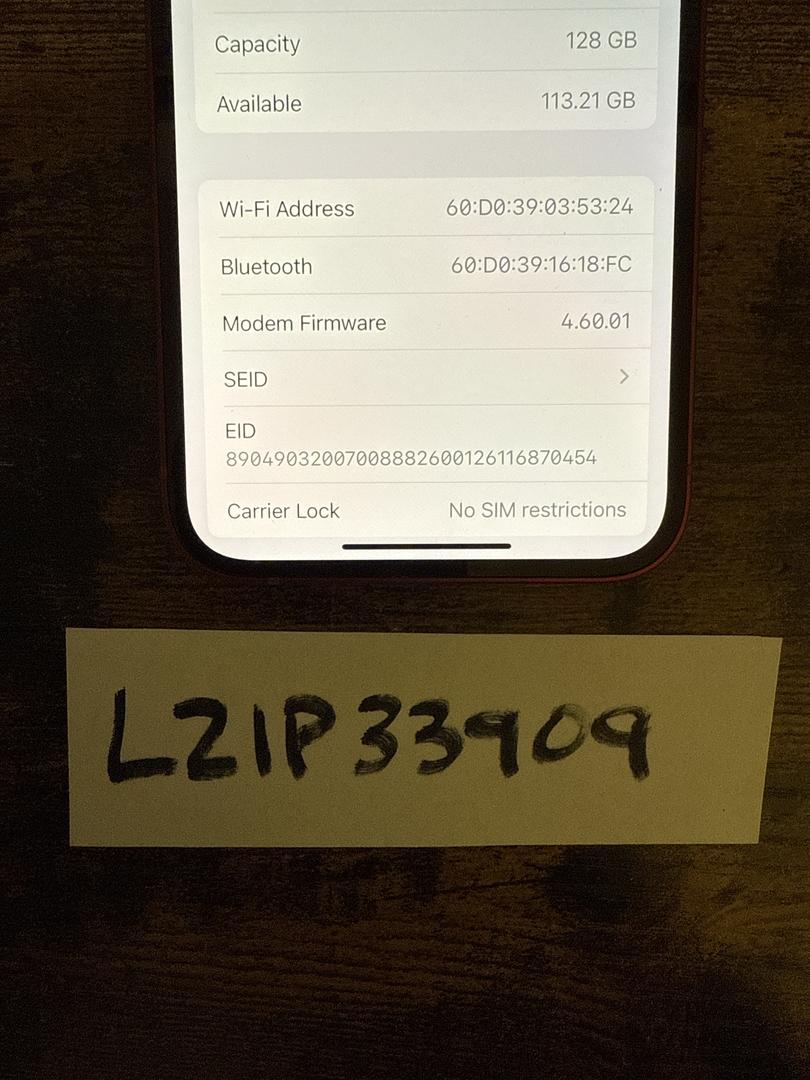 Capacity 128 GB
Available 113.21 GB
Wi-Fi Address 60:D0:39:03:53:24
Bluetooth 60:D0:39:16:18:FC
Modem Firmware 4.60.01
SEID
EID
89049032007008882600126116870454
Carrier Lock No SIM restrictions
LZIP33909